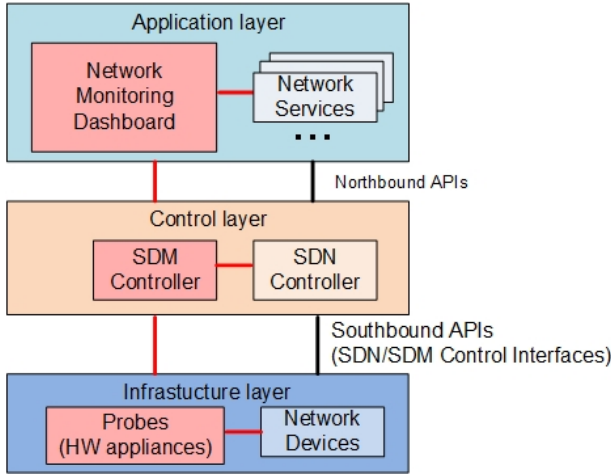 Application layer
Network
Monitoring
Dashboard
Network
Services
...
Northbound APIs
Control layer
SDM
Controller
SDN
Controller
Southbound APIs
(SDN/SDM Control Interfaces)
Infrastucture layer
Probes
(HW appliances)
Network
Devices